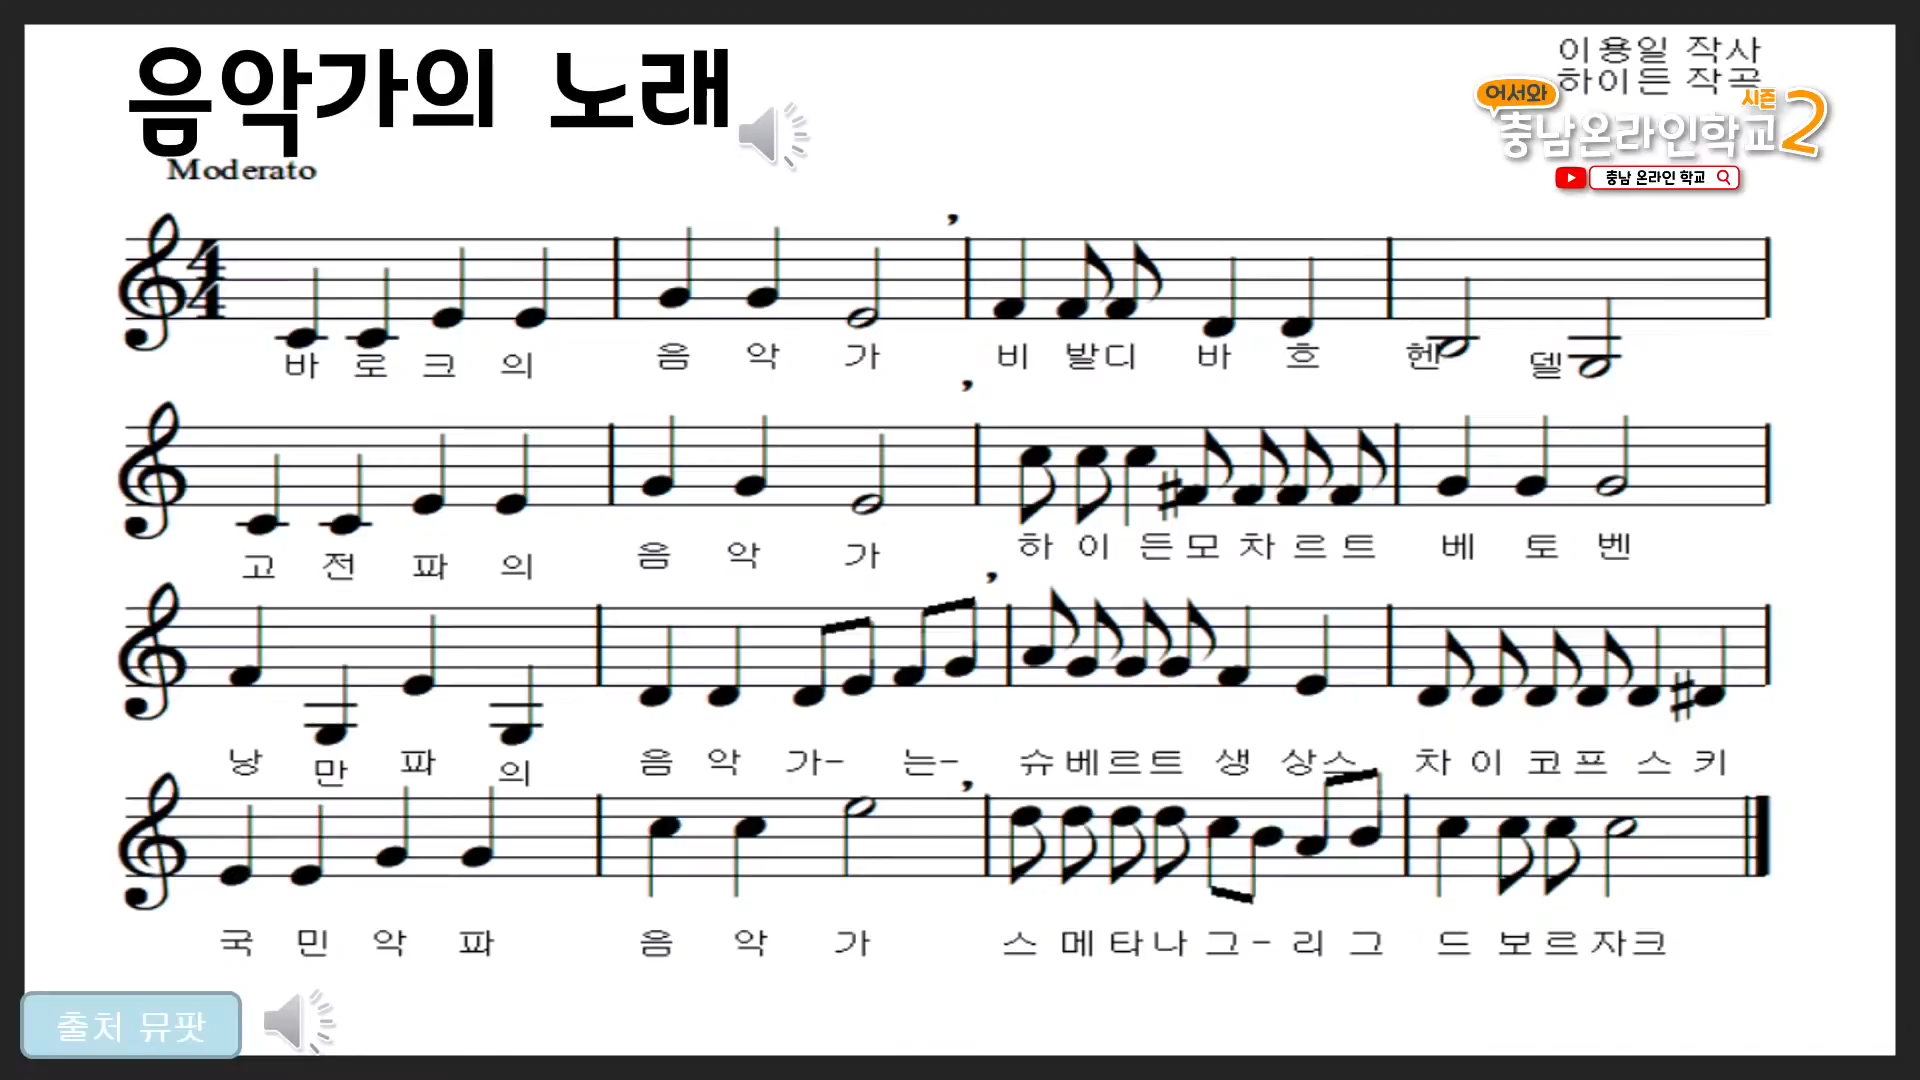 음악가의 노래
이용일 작사
하이든 작곡
어서와
시즌
충남온라인학교2
충남 온라인 학교
Moderato
바 로 크 의 음 악 가 비 발디 바 흐 헨 델
고 전 파 의 음 악 가 하 이 든 모 차 르 트 베 토 벤
낭 만 파 의 음 악 가- 는- 슈베르트 생 상스 차 이 코 프 스 키
국 민 악 파 음 악 가 스 메 타 나 그- 리 그 드 보 르 자 크
출처 뮤팟